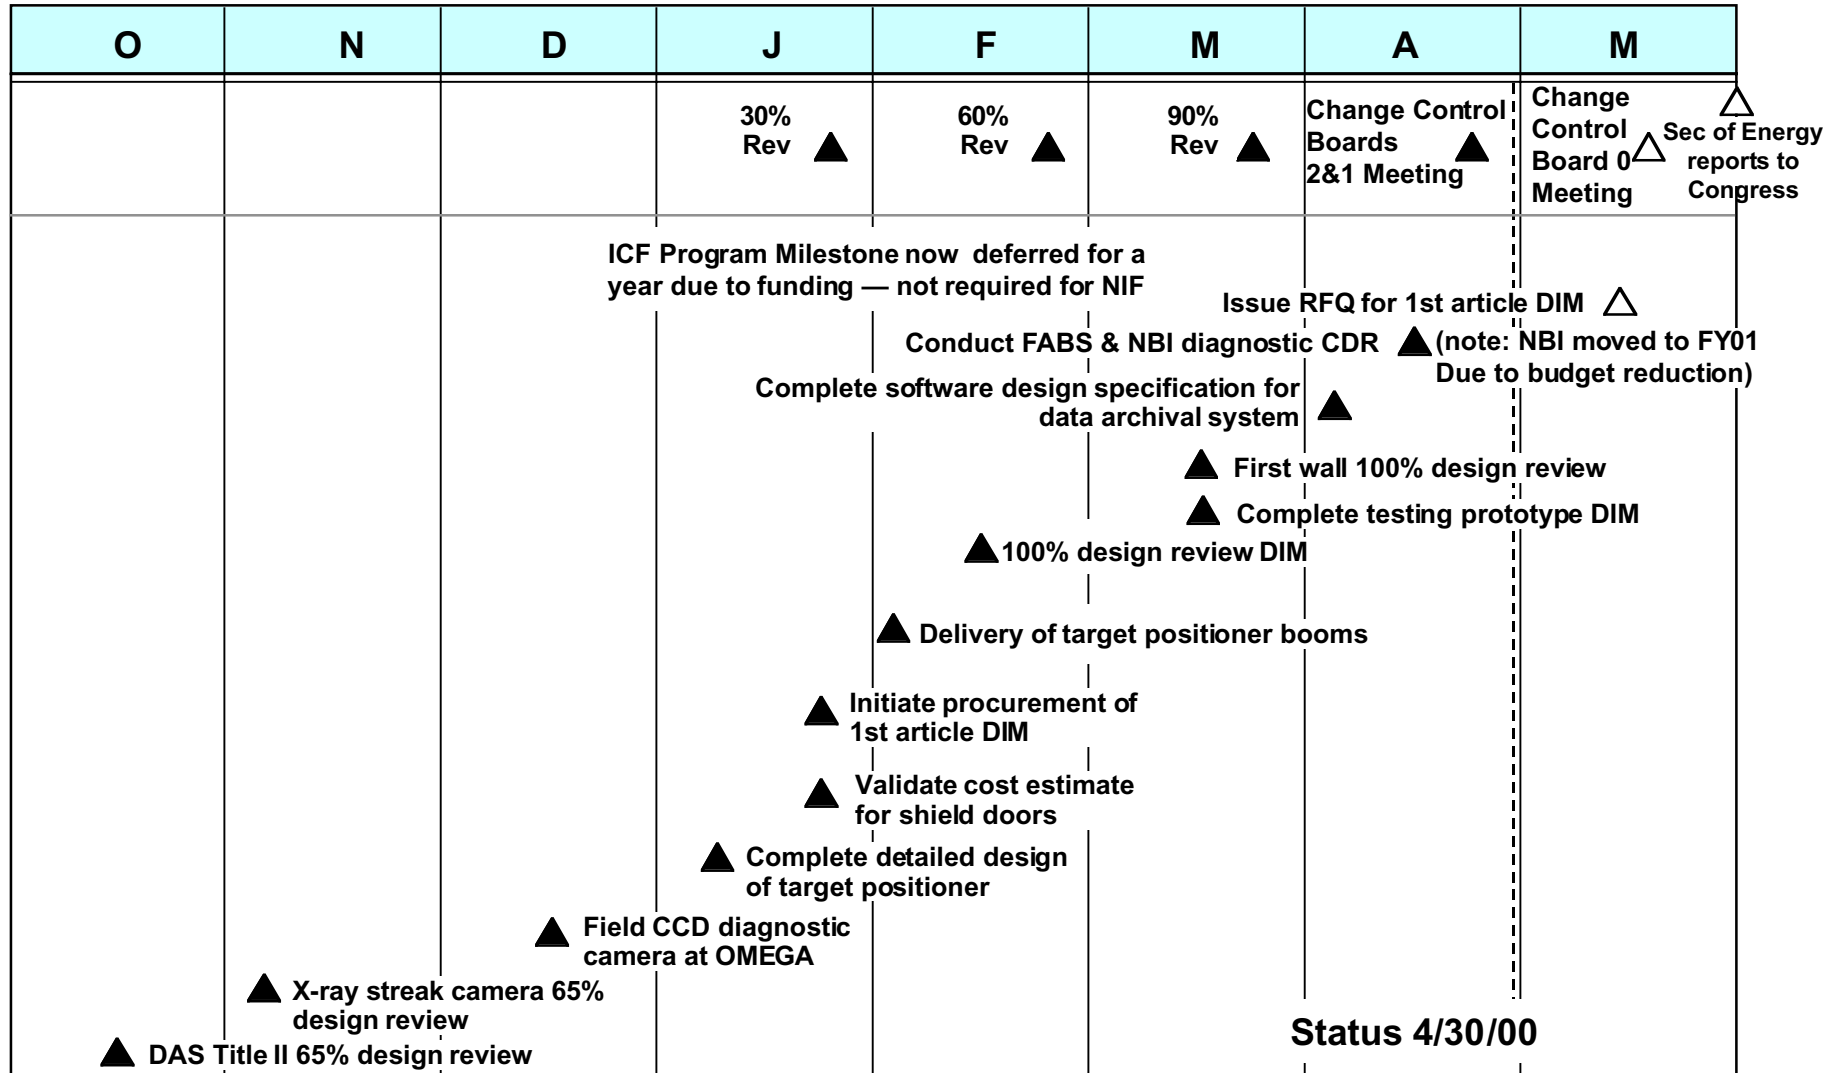 O N D J F M A M
30%
Rev
60%
Rev
90%
Rev
Change Control
Boards
2&1 Meeting
Change
Control
Board 0
Meeting
Sec of Energy
reports to
Congress
ICF Program Milestone now deferred for a
year due to funding — not required for NIF
Issue RFQ for 1st article DIM
Conduct FABS & NBI diagnostic CDR
(note: NBI moved to FY01
Due to budget reduction)
Complete software design specification for
data archival system
First wall 100% design review
Complete testing prototype DIM
100% design review DIM
Delivery of target positioner booms
Initiate procurement of
1st article DIM
Validate cost estimate
for shield doors
Complete detailed design
of target positioner
Field CCD diagnostic
camera at OMEGA
X-ray streak camera 65%
design review
Status 4/30/00
DAS Title II 65% design review